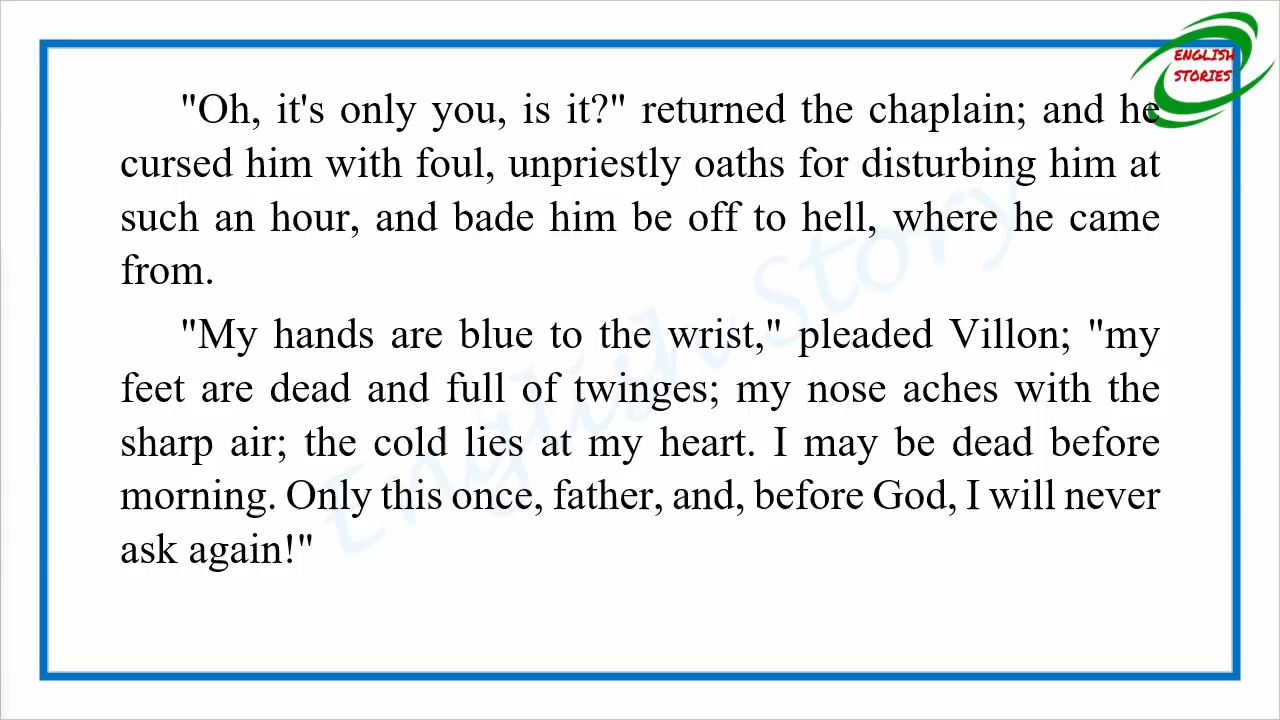 ENGLISH
STORIES
"Oh, it's only you, is it?" returned the chaplain; and he
cursed him with foul, unpriestly oaths for disturbing him at
such an hour, and bade him be off to hell, where he came
from.
"My hands are blue to the wrist," pleaded Villon; "my
feet are dead and full of twinges; my nose aches with the
sharp air; the cold lies at my heart. I may be dead before
morning. Only this once, father, and, before God, I will never
ask again!"
English Story